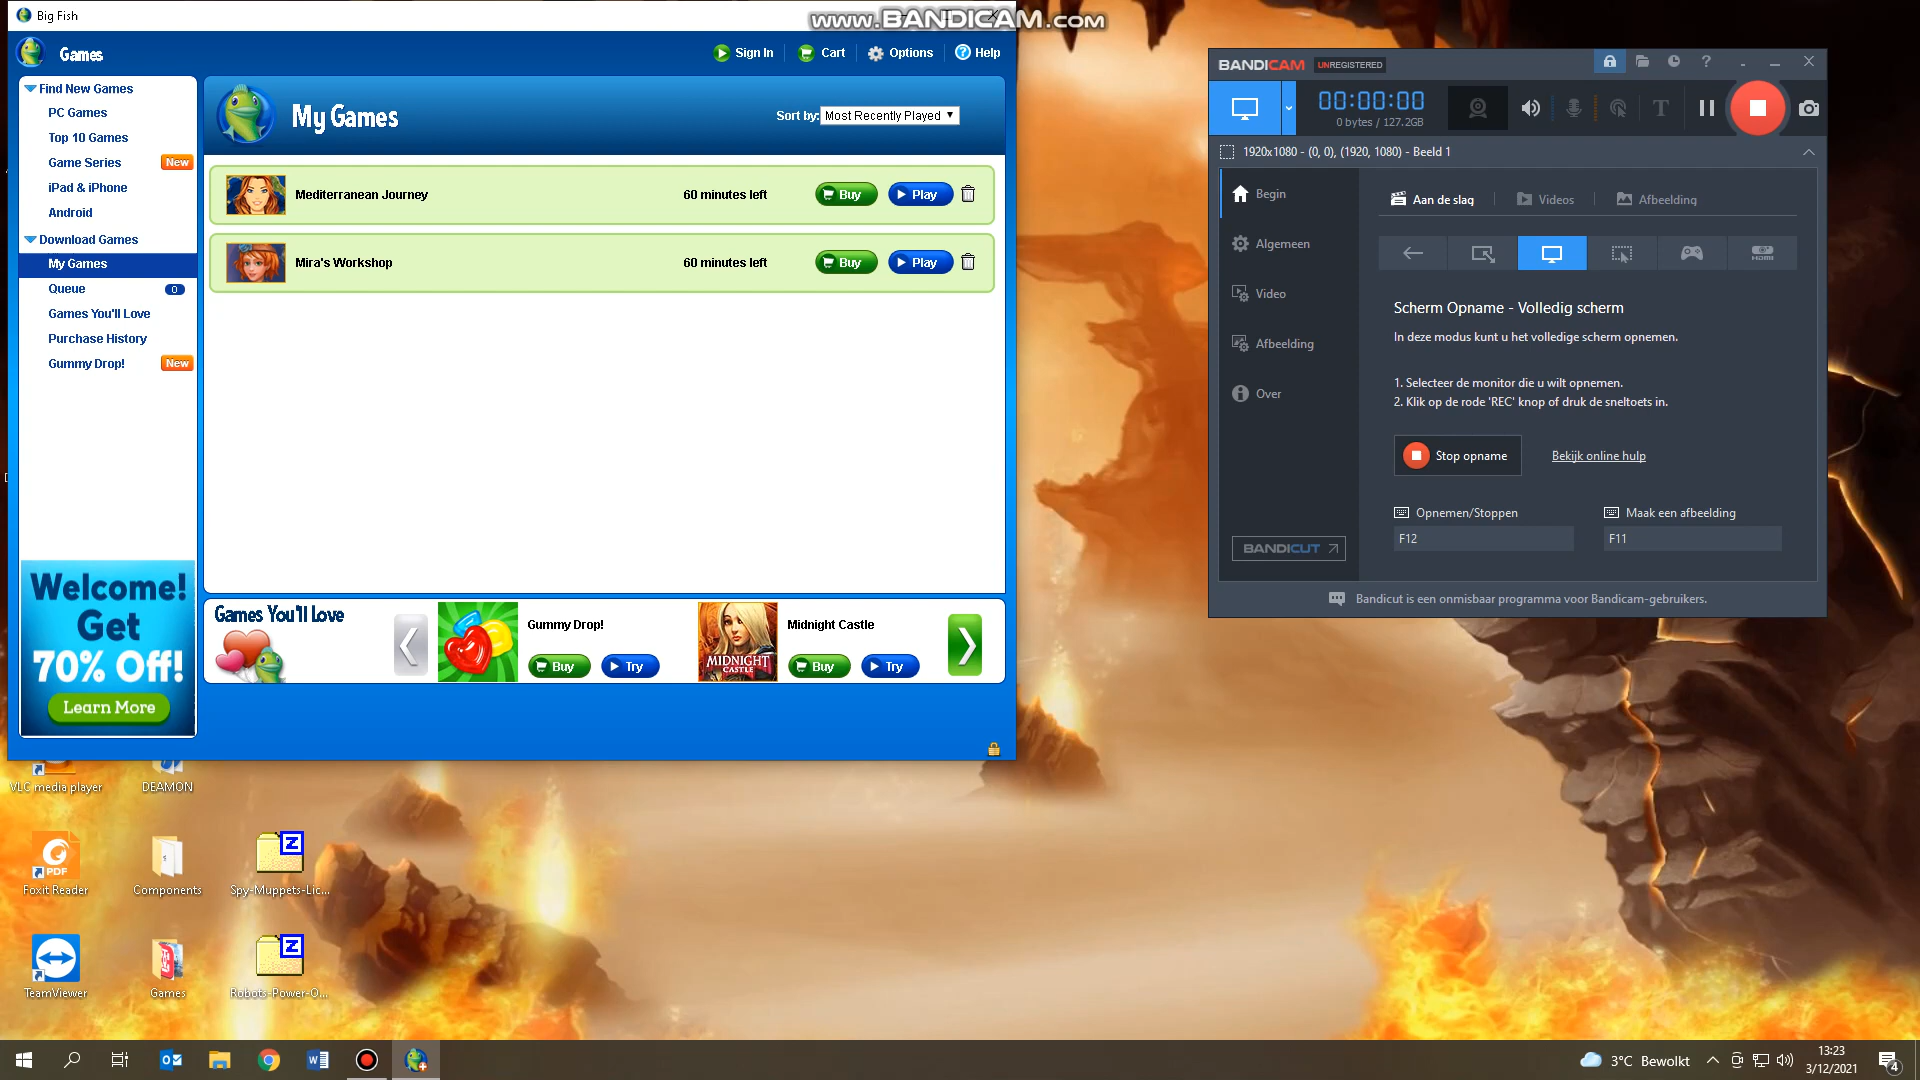 Big Fish
www.BANDICAM.com
Games
Sign In
Cart
Options
Help
Find New Games
PC Games
Top 10 Games
Game Series New
iPad & iPhone
Android
Download Games
My Games
Queue 0
Games You'll Love
Purchase History
Gummy Drop! New
Welcome!
Get
70% Off!
Learn More
My Games
Sort by: Most Recently Played
Mediterranean Journey 60 minutes left Buy Play
Mira's Workshop 60 minutes left Buy Play
Games You'll Love
Gummy Drop!
Buy Try
MIDNIGHT
CASTLE
Midnight Castle
Buy Try
BANDICAM UNREGISTERED
00:00:00
0 bytes / 127.2GB
1920x1080 - (0, 0), (1920, 1080) - Beeld 1
Begin
Algemeen
Video
Afbeelding
Over
BANDICUT
Aan de slag
Videos
Afbeelding
HDMI
Scherm Opname - Volledig scherm
In deze modus kunt u het volledige scherm opnemen.
1. Selecteer de monitor die u wilt opnemen.
2. Klik op de rode 'REC' knop of druk de sneltoets in.
Stop opname
Bekijk online hulp
Opnemen/Stoppen
F12
Maak een afbeelding
F11
Bandicut is een onmisbaar programma voor Bandicam-gebruikers.
VLC media player
DEAMON
PDF
Foxit Reader
Components
Z
Spy-Muppets-Lic...
TeamViewer
Games
Z
Robots-Power-O...
3°C Bewolkt
13:23
3/12/2021
4